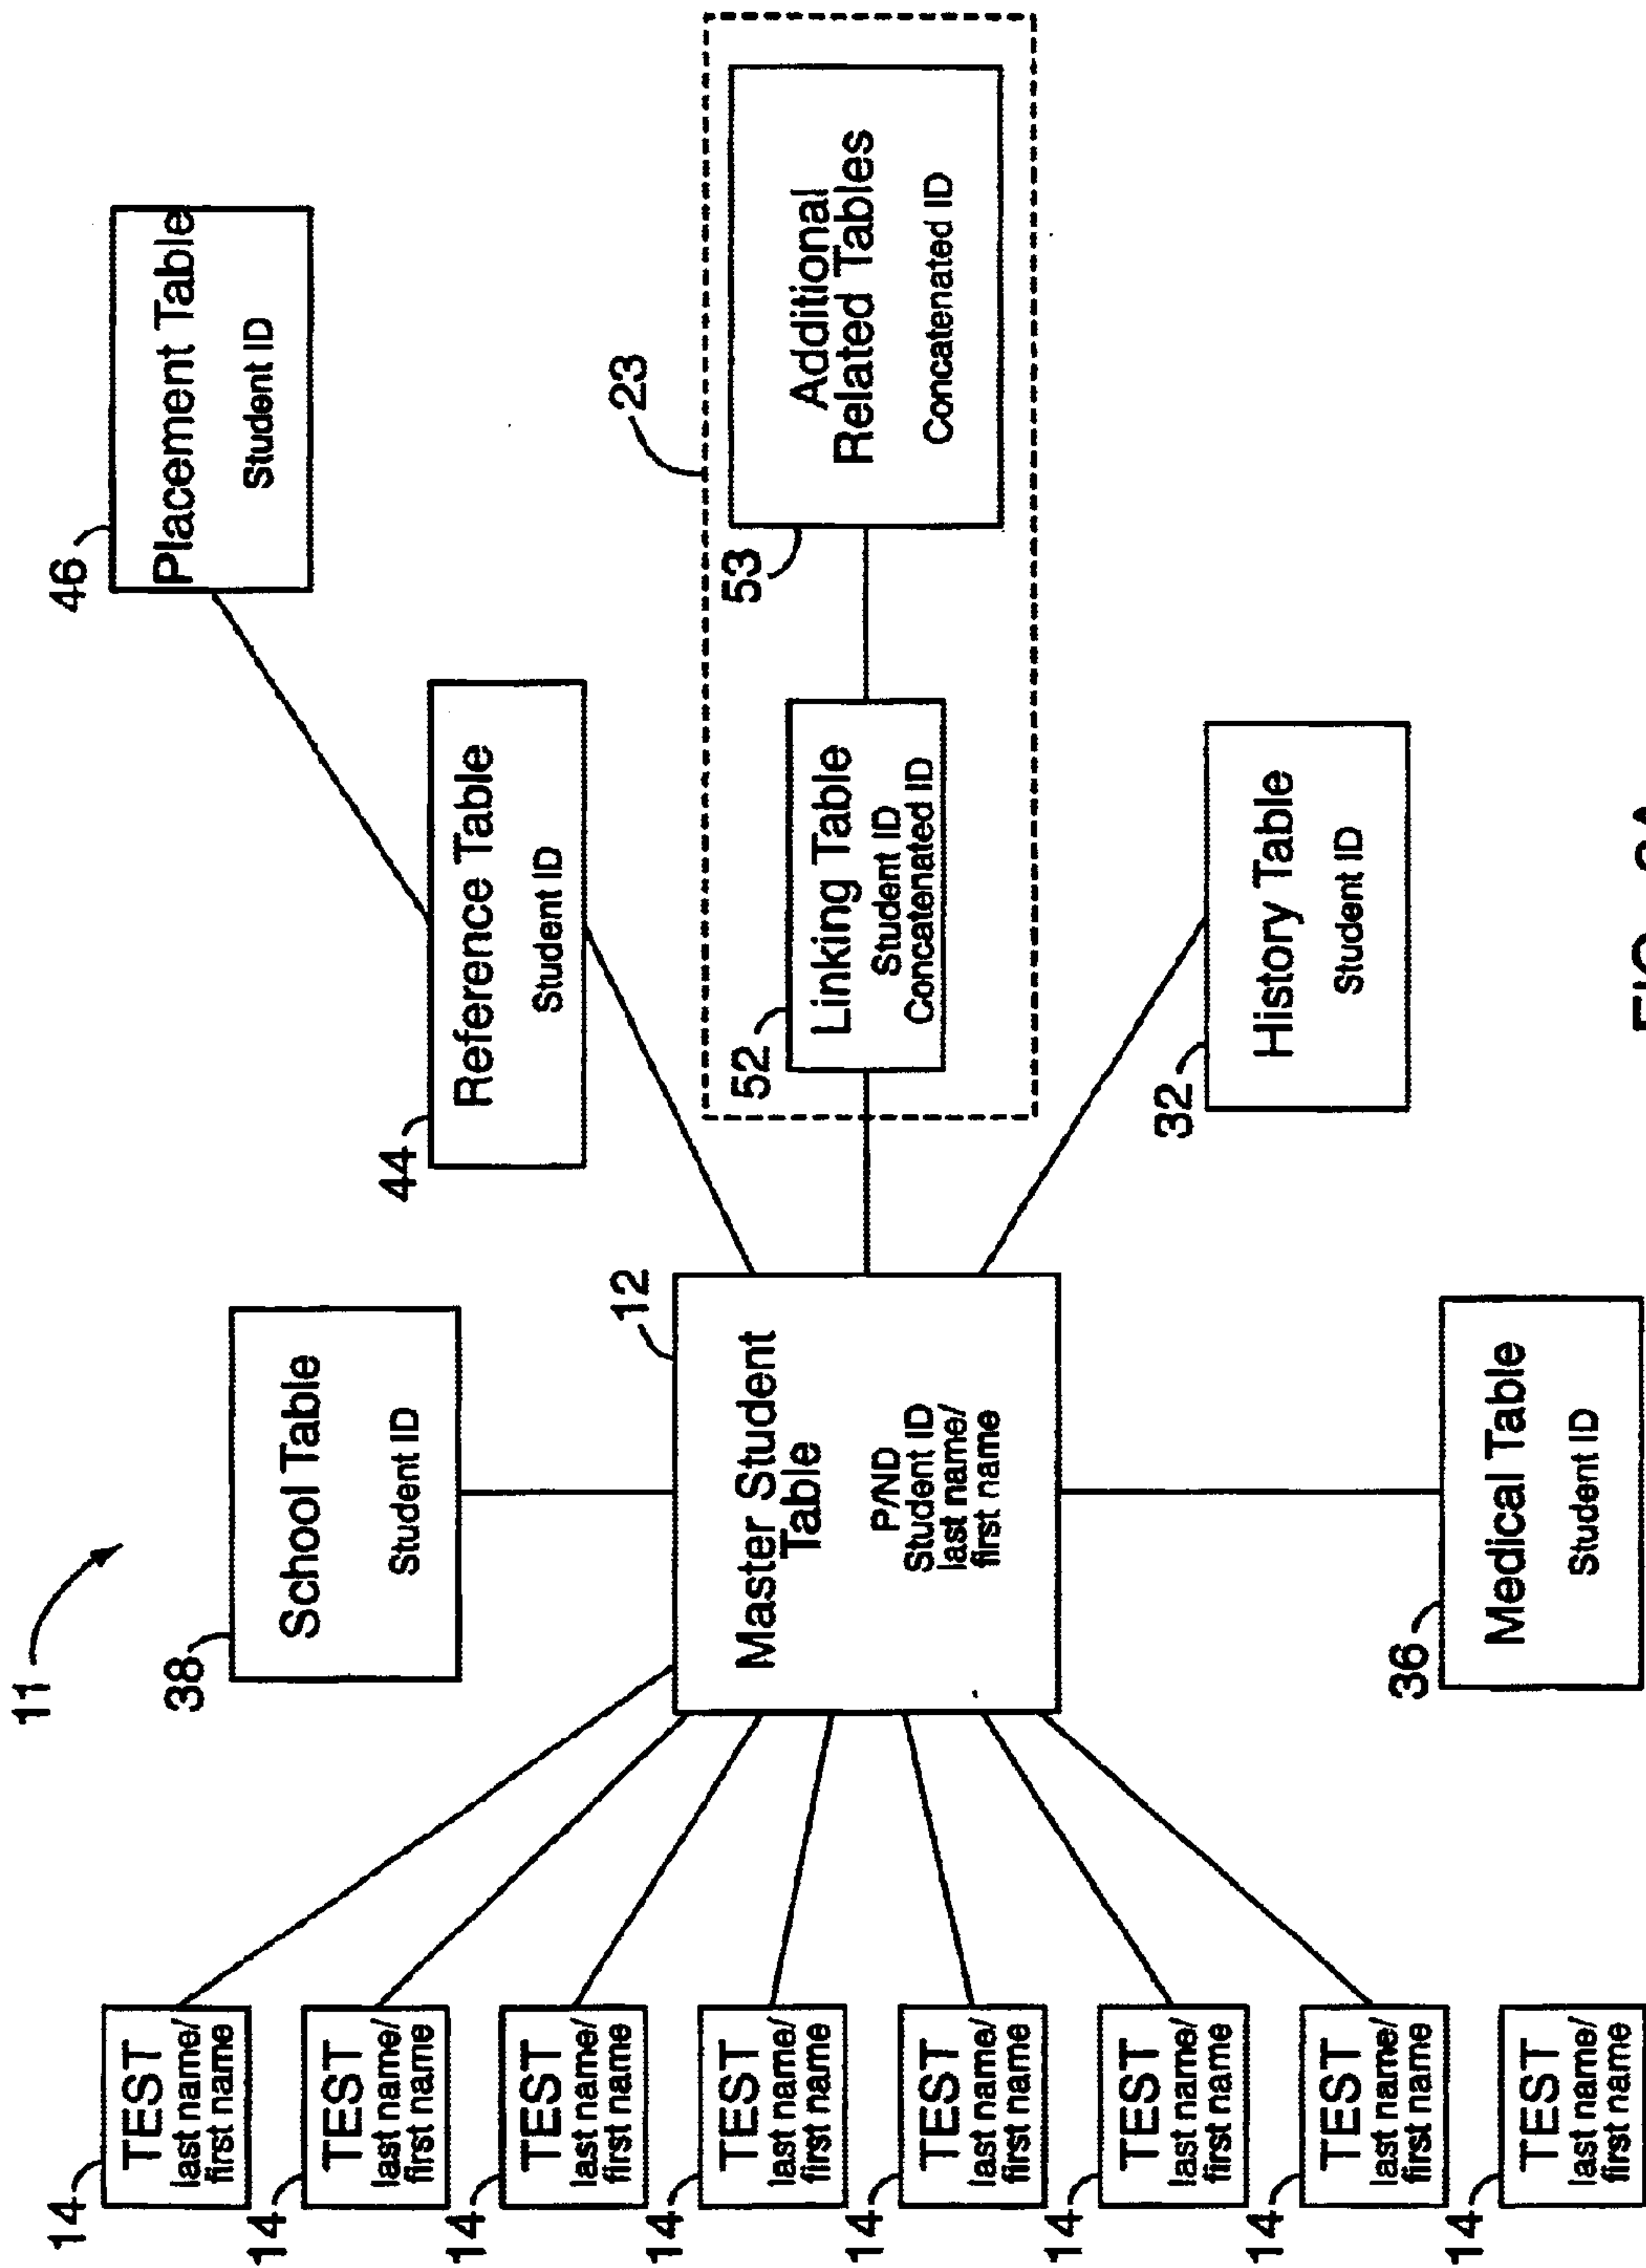 11
46
Placement Table
Student ID
38
School Table
Student ID
44
Reference Table
Student ID
14
TEST
last name/
first name
14
TEST
last name/
first name
14
TEST
last name/
first name
14
TEST
last name/
first name
14
TEST
last name/
first name
14
TEST
last name/
first name
14
TEST
last name/
first name
14
TEST
last name/
first name
12
Master Student
Table
P/ND
Student ID
last name/
first name
23
52
Linking Table
Student ID
Concatenated ID
53
Additional
Related Tables
Concatenated ID
32
History Table
Student ID
36
Medical Table
Student ID
FIG.